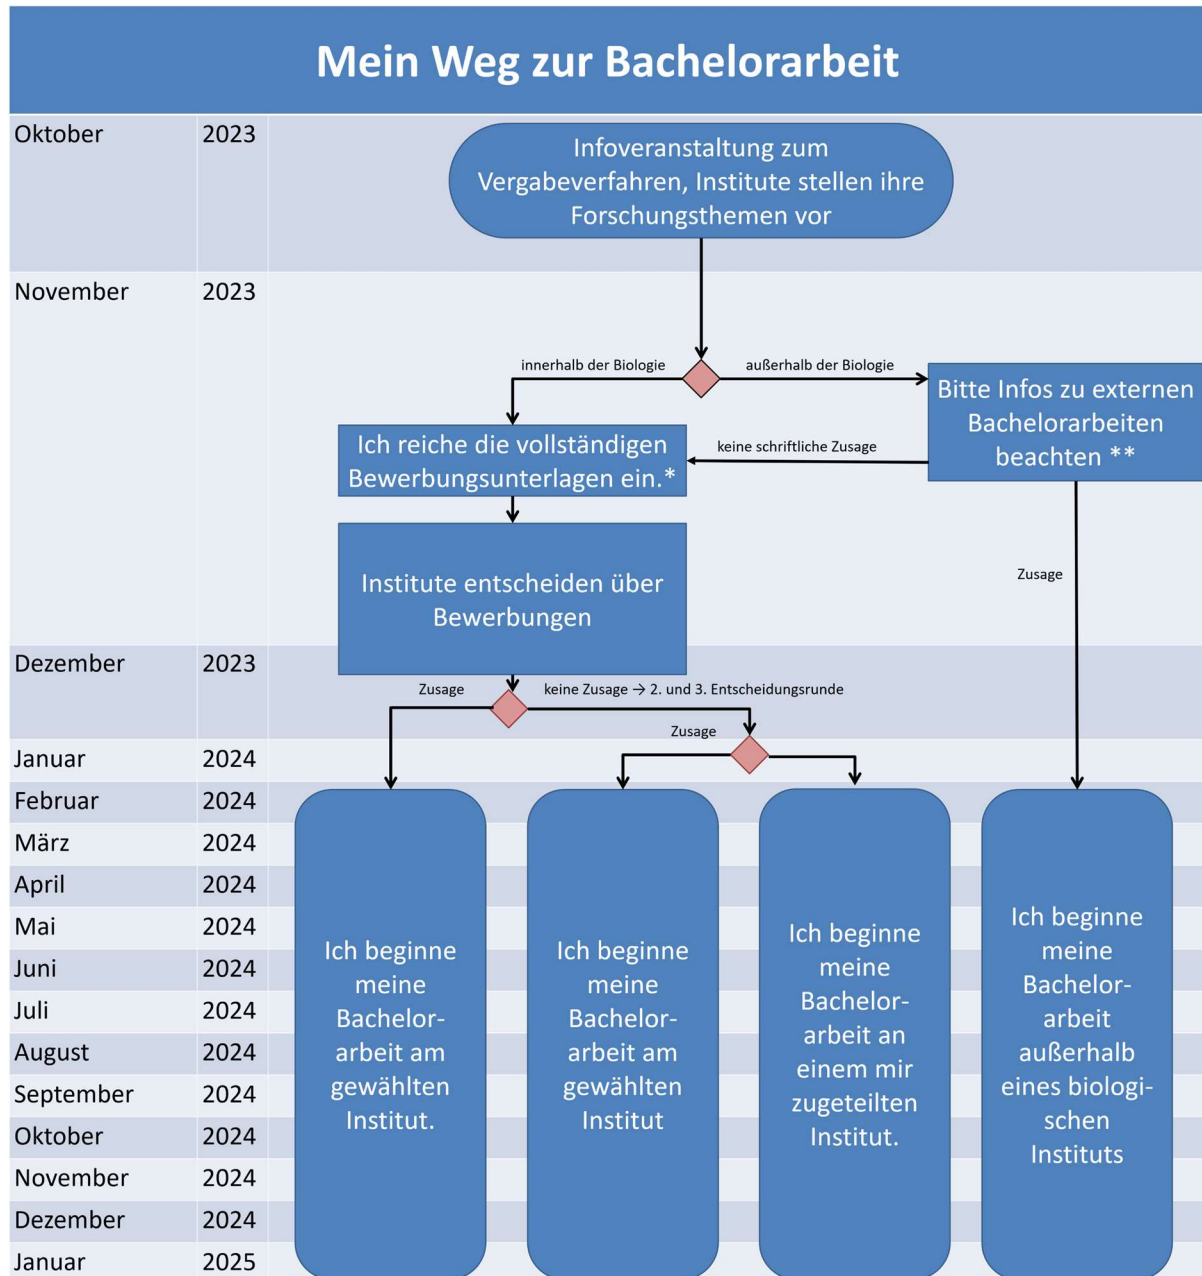 Mein Weg zur Bachelorarbeit
Oktober 2023
Infoveranstaltung zum
Vergabeverfahren, Institute stellen ihre
Forschungsthemen vor
November 2023
innerhalb der Biologie
außerhalb der Biologie
Bitte Infos zu externen
Bachelorarbeiten
beachten **
Ich reiche die vollständigen
Bewerbungsunterlagen ein.*
keine schriftliche Zusage
Institute entscheiden über
Bewerbungen
Zusage
Dezember 2023
Zusage
keine Zusage → 2. und 3. Entscheidungsrunde
Zusage
Januar 2024
Februar 2024
März 2024
April 2024
Mai 2024
Juni 2024
Juli 2024
August 2024
September 2024
Oktober 2024
November 2024
Dezember 2024
Januar 2025
Ich beginne
meine
Bachelor-
arbeit am
gewählten
Institut.
Ich beginne
meine
Bachelor-
arbeit am
gewählten
Institut
Ich beginne
meine
Bachelor-
arbeit an
einem mir
zugeteilten
Institut.
Ich beginne
meine
Bachelor-
arbeit
außerhalb
eines biologi-
schen
Instituts